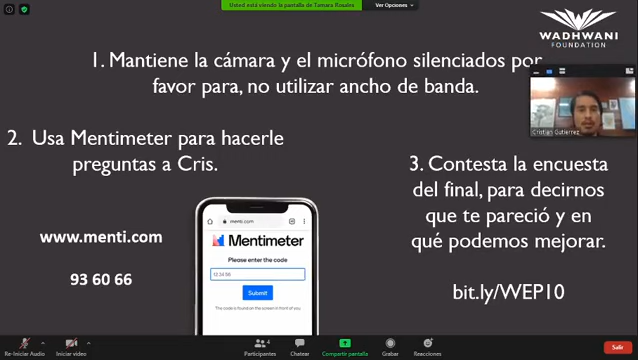 Usted está viendo la pantalla de Tamara Rosales
Ver Opciones
WADHWANI
FOUNDATION
1. Mantiene la cámara y el micrófono silenciados por
favor para, no utilizar ancho de banda.
Cristian Gutierrez
2. Usa Mentimeter para hacerle
preguntas a Cris.
www.menti.com
93 60 66
menti.com
Mentimeter
Please enter the code
12 34 56
Submit
The code is found on the screen in front of you
3. Contesta la encuesta
del final, para decirnos
que te pareció y en
qué podemos mejorar.
bit.ly/WEP10
Re-Iniciar Audio
Iniciar video
4
Participantes
Chatear
Compartir pantalla
Grabar
Reacciones
Salir